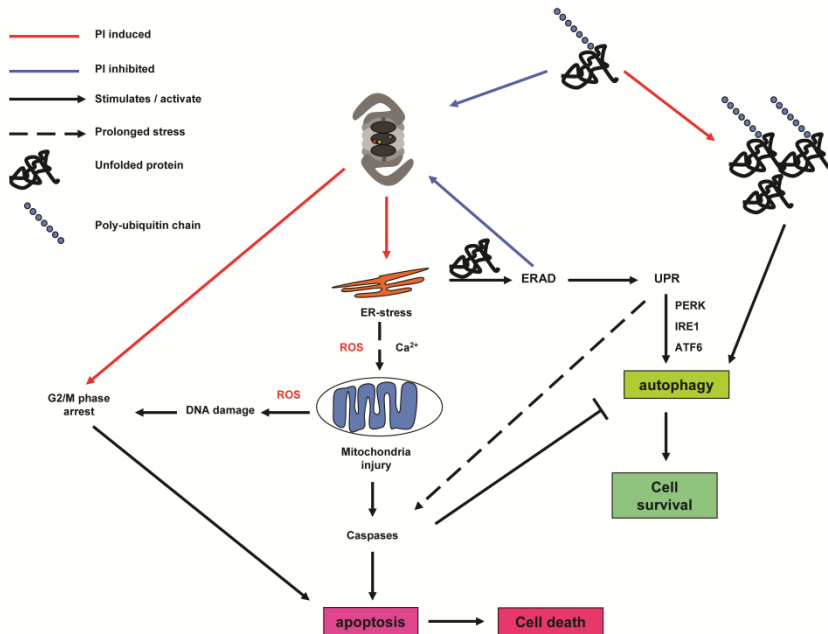 PI induced
PI inhibited
Stimulates / activate
Prolonged stress
Unfolded protein
Poly-ubiquitin chain
ERAD
UPR
ER-stress
PERK
IRE1
ATF6
ROS
Ca²⁺
autophagy
G2/M phase
arrest
DNA damage
ROS
Mitochondria
injury
Cell
survival
Caspases
apoptosis
Cell death